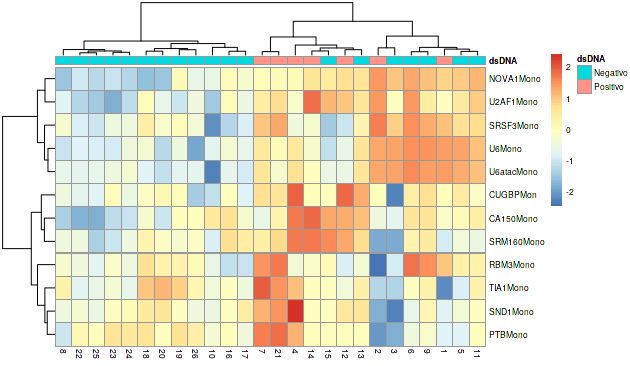 dsDNA
NOVA1Mono
U2AF1Mono
SRSF3Mono
U6Mono
U6atacMono
CUGBPMon
CA150Mono
SRM160Mono
RBM3Mono
TIA1Mono
SND1Mono
PTBMono
8 22 25 23 24 18 20 19 26 10 16 17 7 21 4 14 15 12 13 2 3 6 9 1 5 11
2
1
0
-1
-2
dsDNA
Negativo
Positivo